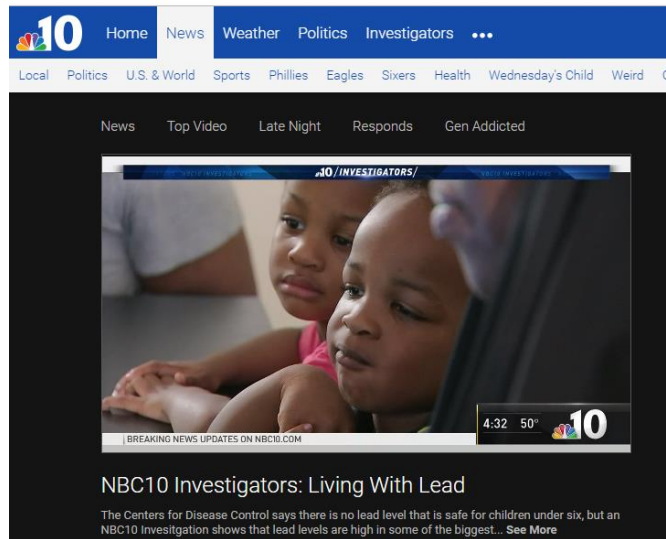 10
Home News Weather Politics Investigators •••
Local Politics U.S. & World Sports Phillies Eagles Sixers Health Wednesday's Child Weird
News Top Video Late Night Responds Gen Addicted
10/INVESTIGATORS/
4:32 50° 10
BREAKING NEWS UPDATES ON NBC10.COM
NBC10 Investigators: Living With Lead
The Centers for Disease Control says there is no lead level that is safe for children under six, but an
NBC10 Invesitgation shows that lead levels are high in some of the biggest... See More